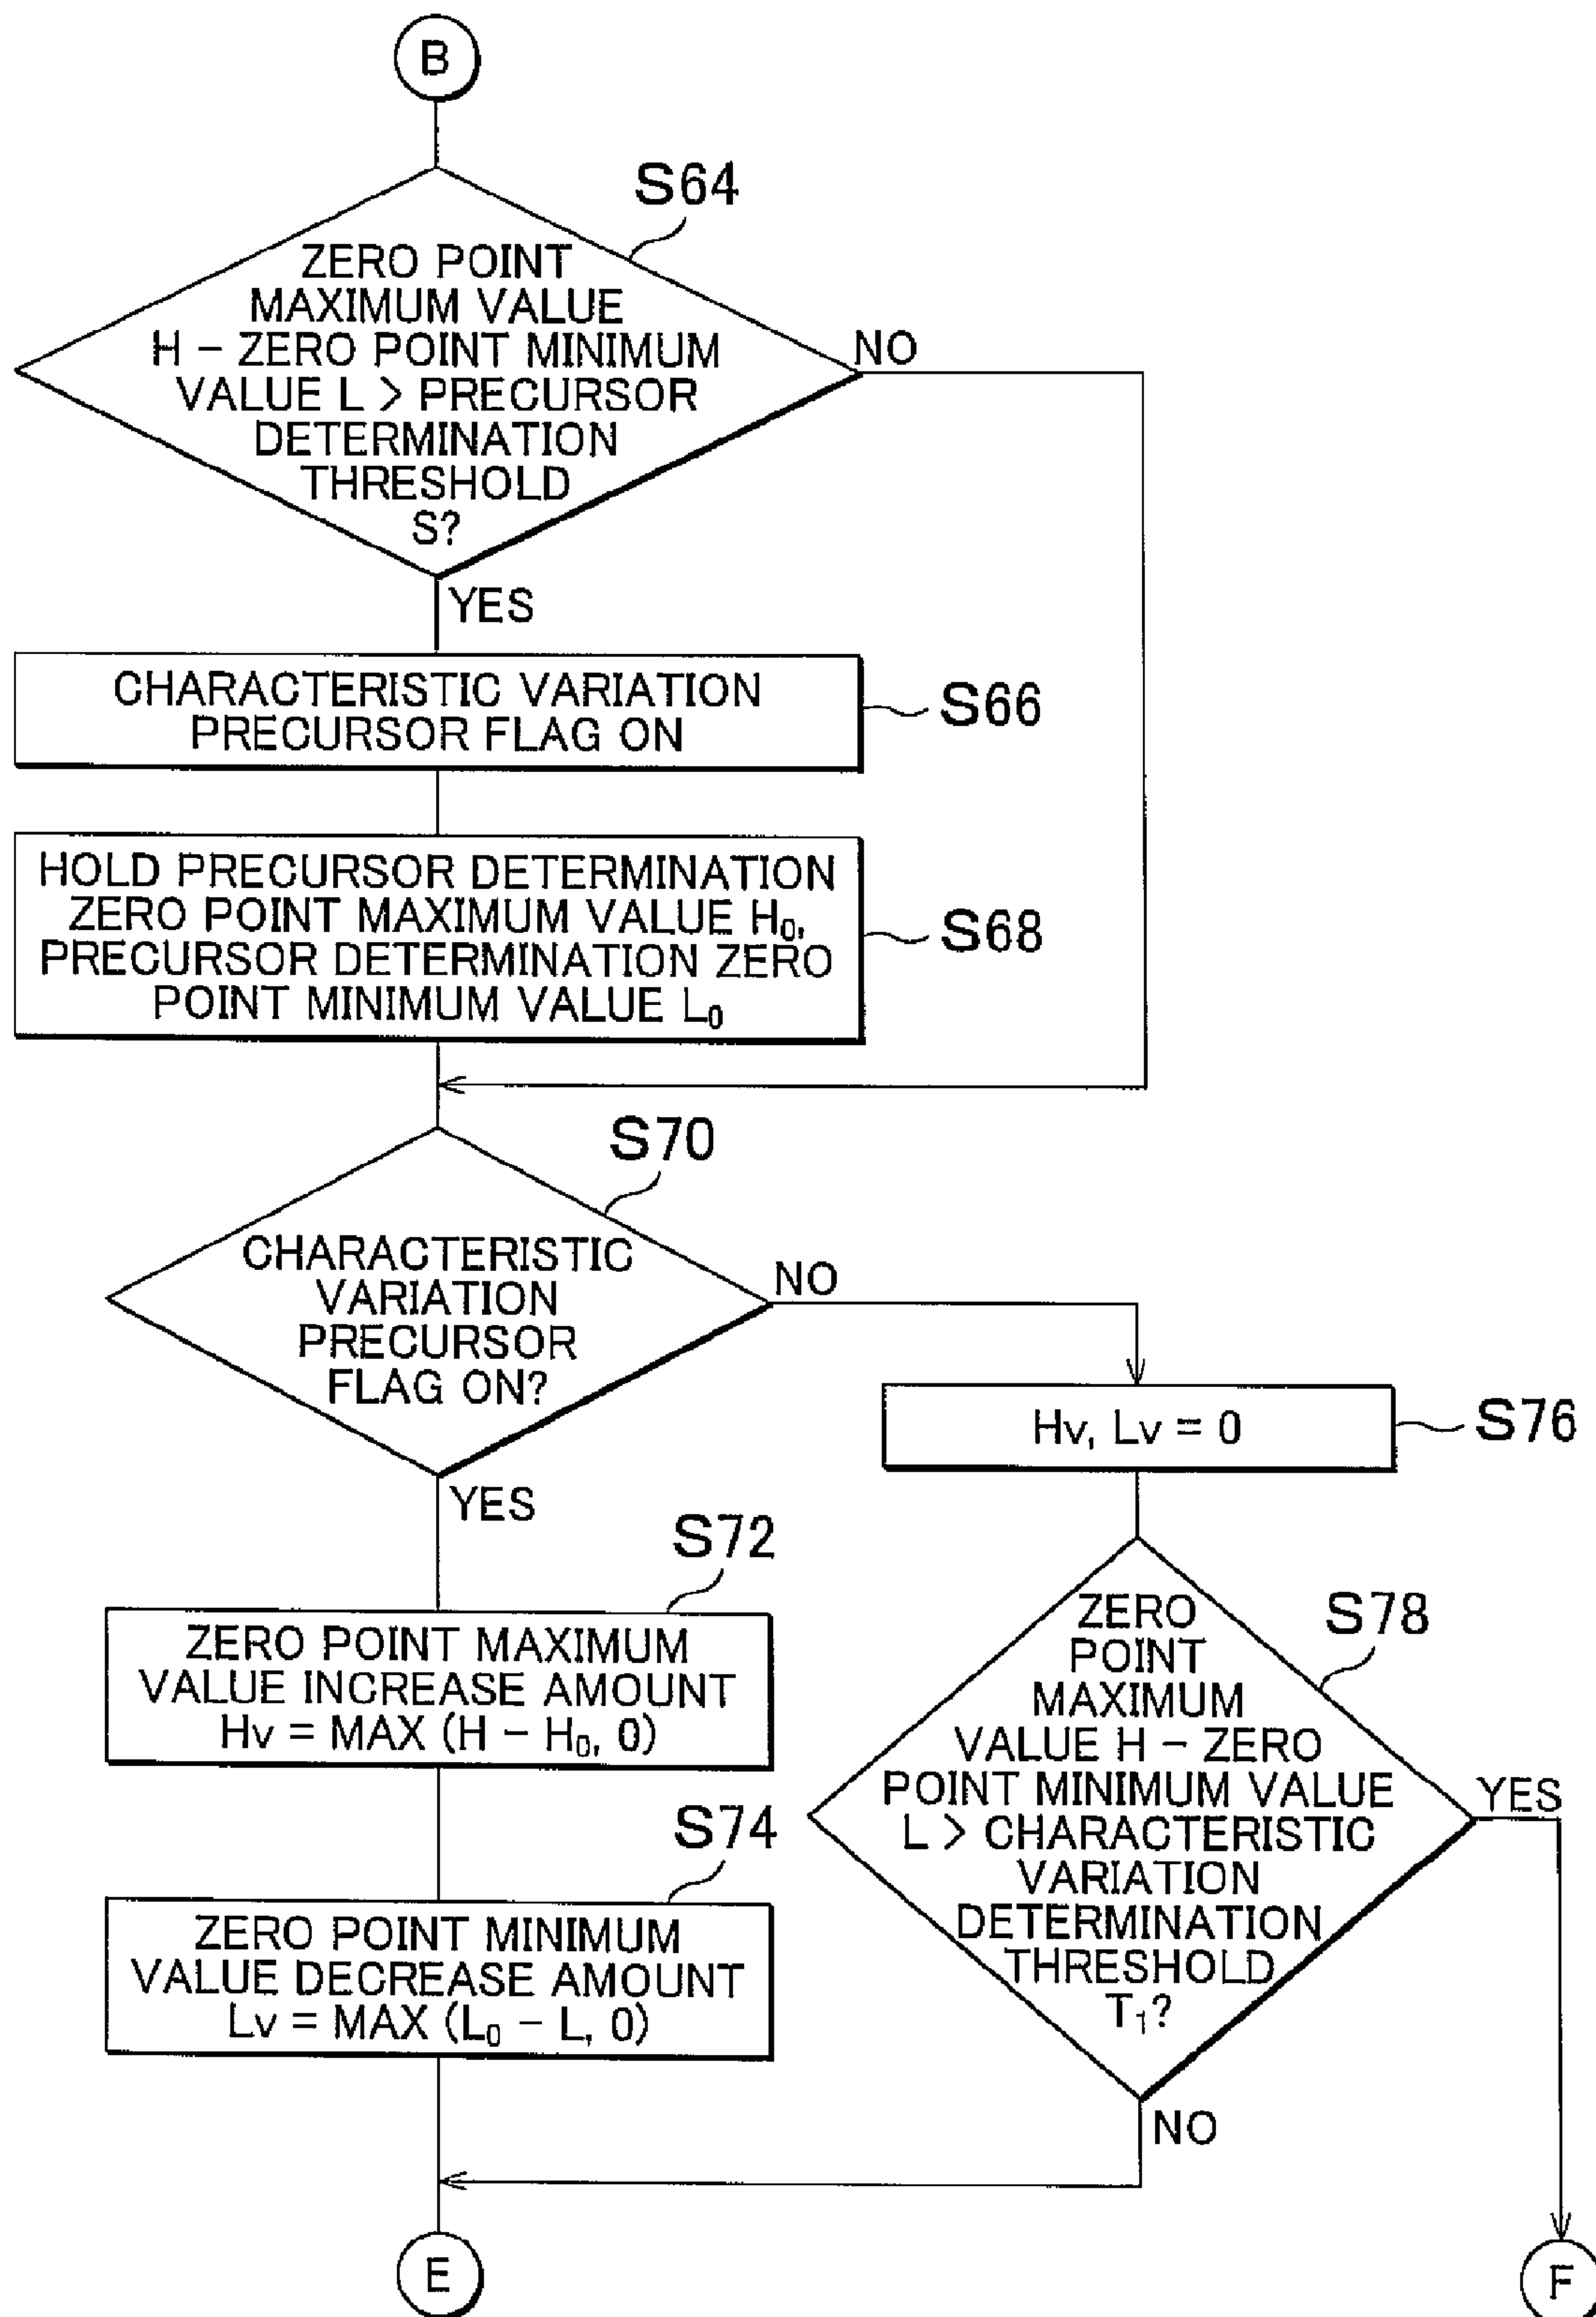 B
S64
ZERO POINT
MAXIMUM VALUE
H – ZERO POINT MINIMUM
VALUE L > PRECURSOR
DETERMINATION
THRESHOLD
S?
NO
YES
CHARACTERISTIC VARIATION
PRECURSOR FLAG ON
S66
HOLD PRECURSOR DETERMINATION
ZERO POINT MAXIMUM VALUE H₀,
PRECURSOR DETERMINATION ZERO
POINT MINIMUM VALUE L₀
S68
S70
CHARACTERISTIC
VARIATION
PRECURSOR
FLAG ON?
NO
YES
Hv, Lv = 0
S76
S72
ZERO POINT MAXIMUM
VALUE INCREASE AMOUNT
Hv = MAX (H – H₀, 0)
S74
ZERO POINT MINIMUM
VALUE DECREASE AMOUNT
Lv = MAX (L₀ – L, 0)
S78
ZERO
POINT
MAXIMUM
VALUE H – ZERO
POINT MINIMUM VALUE
L > CHARACTERISTIC
VARIATION
DETERMINATION
THRESHOLD
T₁?
YES
NO
E
F